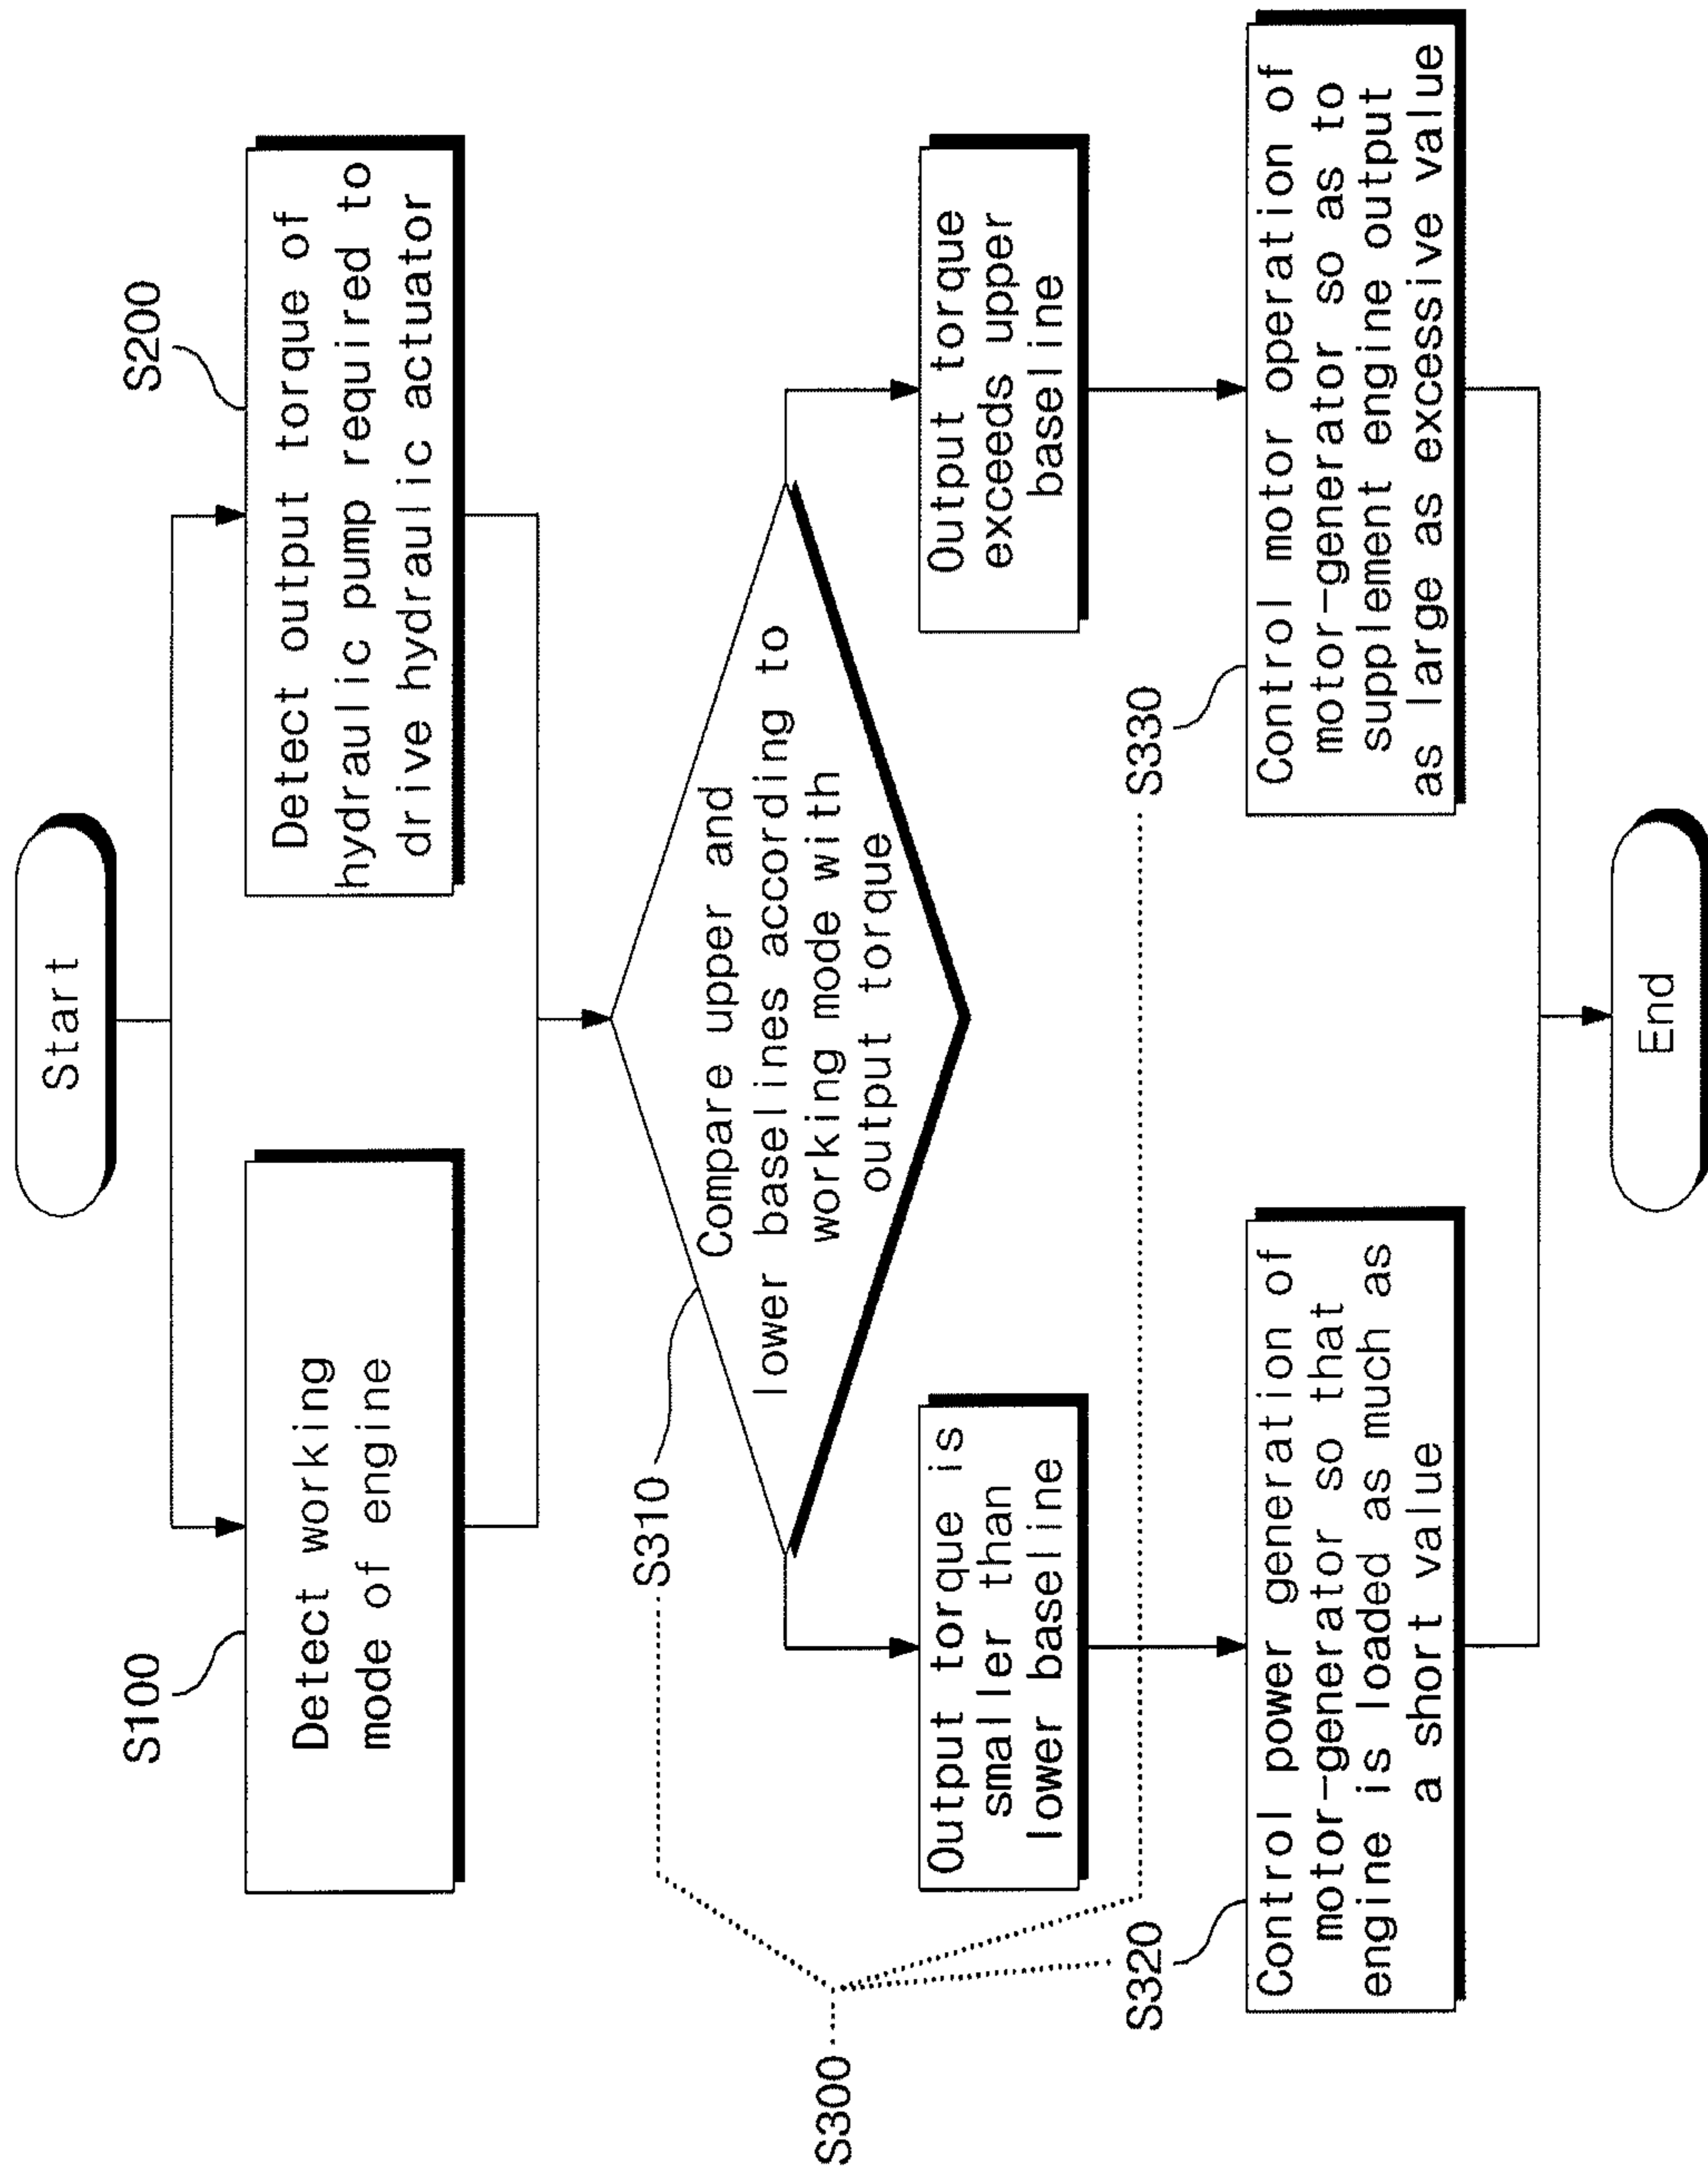 Start
S100
Detect working
mode of engine
S200
Detect output torque of
hydraulic pump required to
drive hydraulic actuator
S310
Compare upper and
lower baselines according to
working mode with
output torque
S300
Output torque is
smaller than
lower baseline
Output torque
exceeds upper
baseline
S320
Control power generation of
motor-generator so that
engine is loaded as much as
a short value
S330
Control motor operation of
motor-generator so as to
supplement engine output
as large as excessive value
End